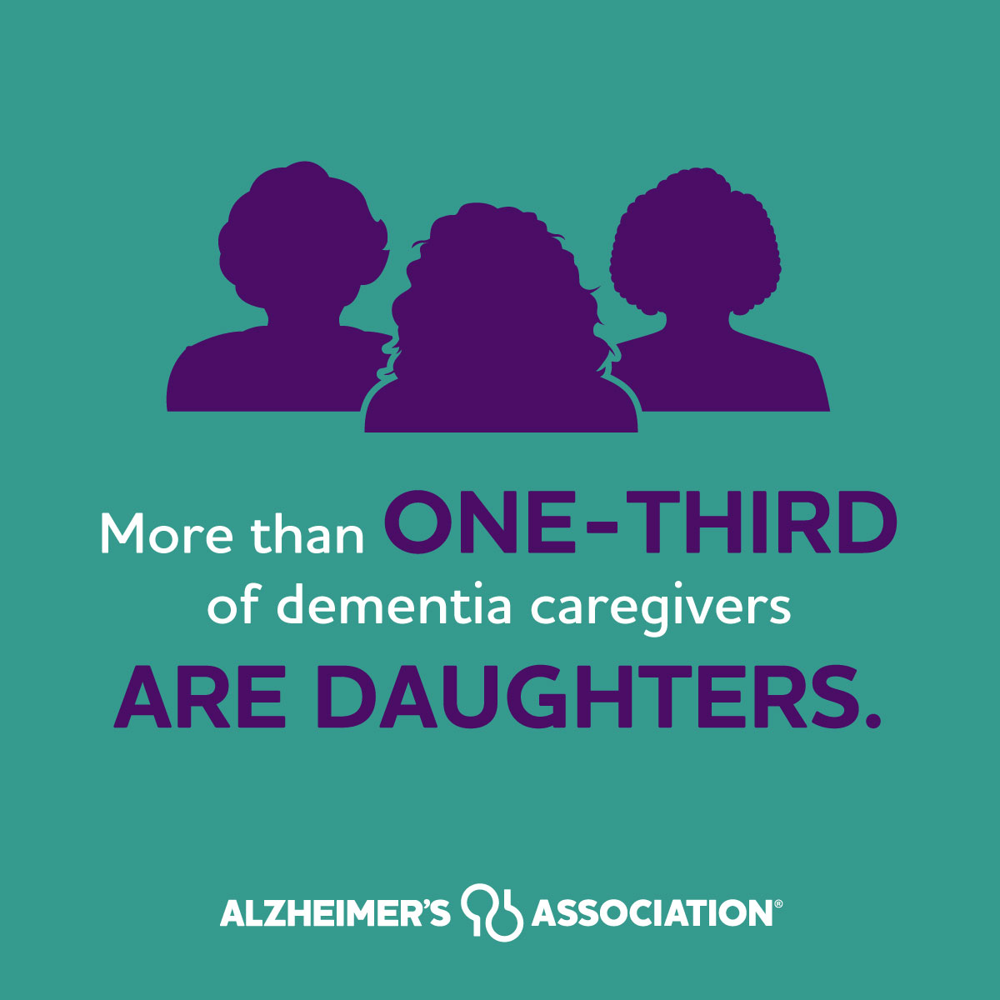 More than ONE-THIRD
of dementia caregivers
ARE DAUGHTERS.
ALZHEIMER'S ASSOCIATION®